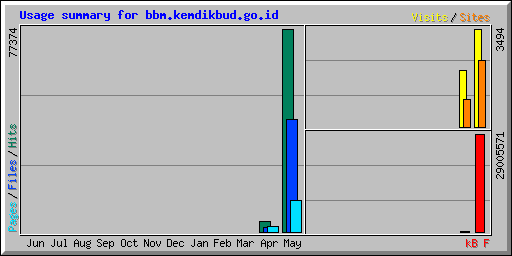 Usage summary for bbm.kemdikbud.go.id
Visits/Sites
77374
3494
Pages/Files/Hits
29005571
Jun Jul Aug Sep Oct Nov Dec Jan Feb Mar Apr May
kB F